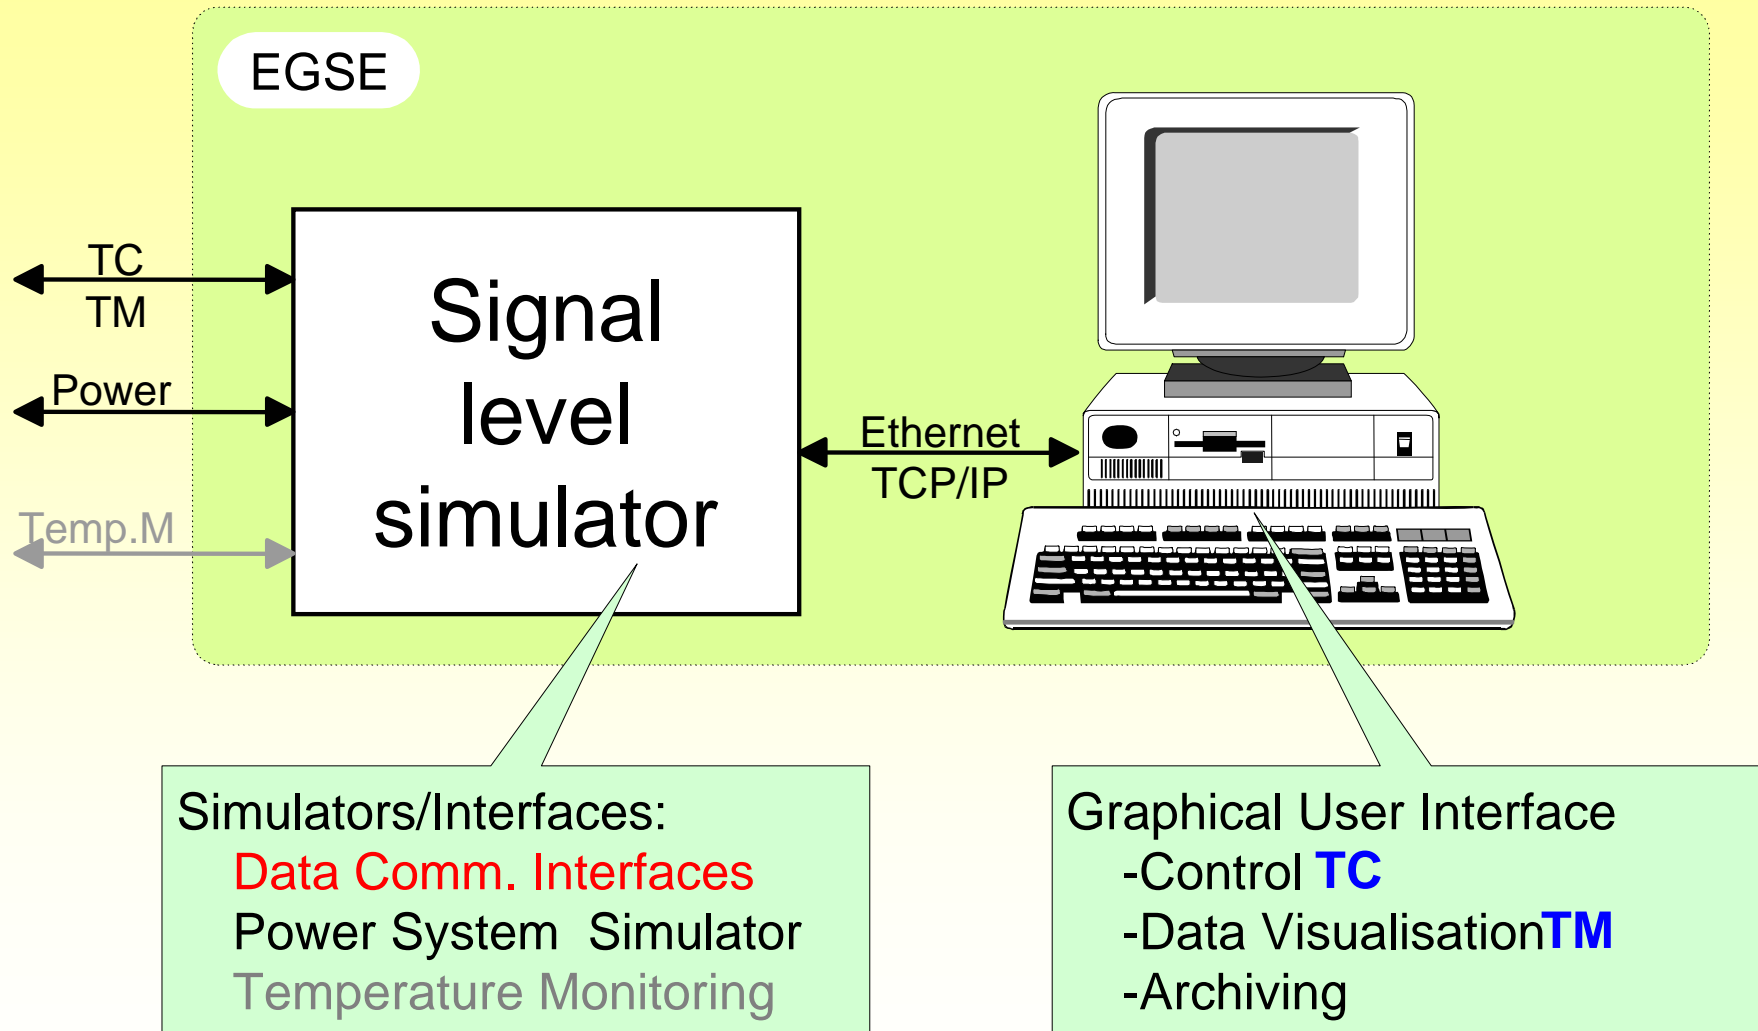 EGSE
TC
TM
Power
Temp.M
Signal
level
simulator
Ethernet
TCP/IP
Simulators/Interfaces:
Data Comm. Interfaces
Power System Simulator
Temperature Monitoring
Graphical User Interface
-Control TC
-Data VisualisationTM
-Archiving